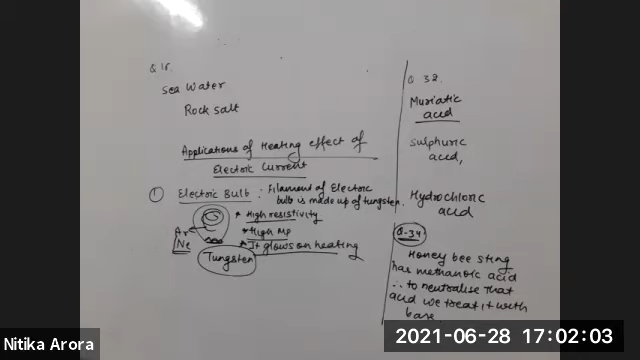 Q 15.
Sea Water
Rock salt
Applications of Heating effect of
Electric Current
① Electric Bulb : Filament of Electric
bulb is made up of tungsten.
* High resistivity
* High MP
* It glows on heating
Ar
Ne
Tungsten
Q 32.
Muriatic
acid
Sulphuric
acid,
Hydrochloric
acid
Q-34
Honey bee sting
has methanoic acid
∴ to neutralise that
acid we treat it with
base
Nitika Arora
2021-06-28 17:02:03